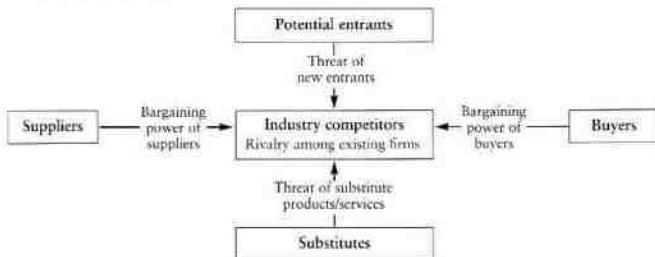 Potential entrants
Threat of
new entrants
Suppliers
Bargaining
power of
suppliers
Industry competitors
Rivalry among existing firms
Bargaining
power of
buyers
Buyers
Threat of substitute
products/services
Substitutes